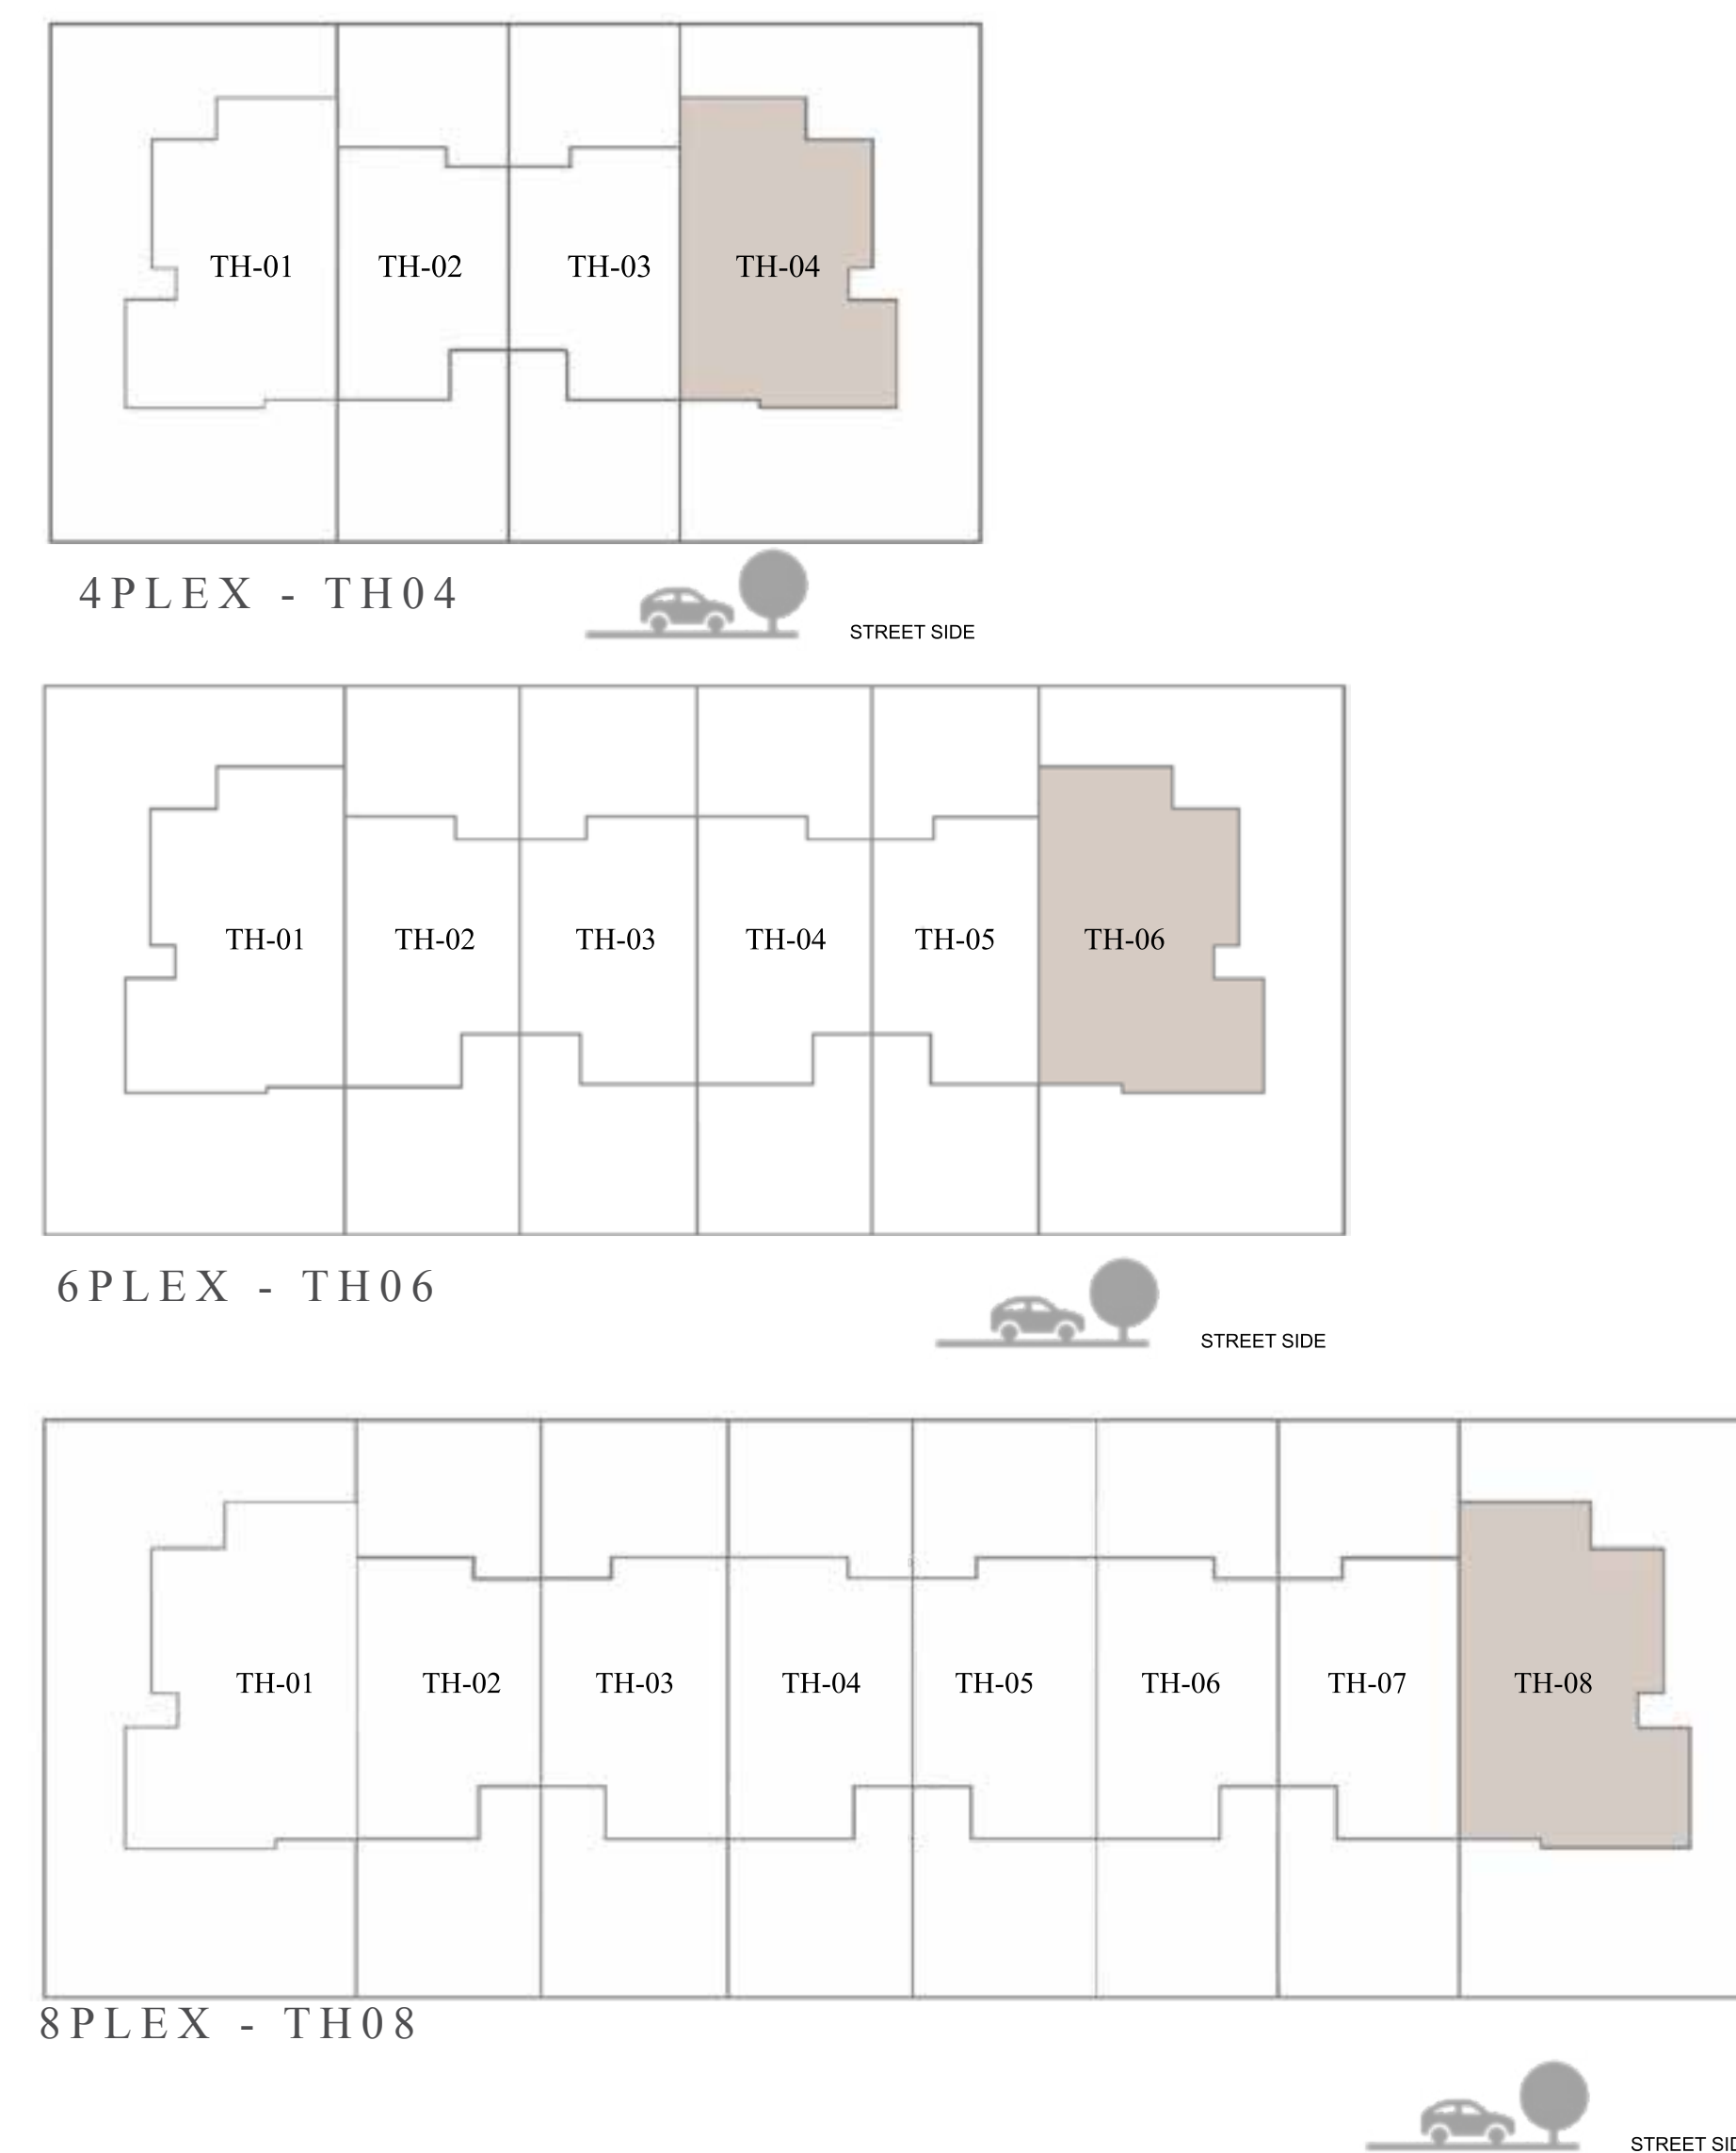 TH-01 TH-02 TH-03 TH-04
4PLEX - TH04
STREET SIDE
TH-01 TH-02 TH-03 TH-04 TH-05 TH-06
6PLEX - TH06
STREET SIDE
TH-01 TH-02 TH-03 TH-04 TH-05 TH-06 TH-07 TH-08
8PLEX - TH08
STREET